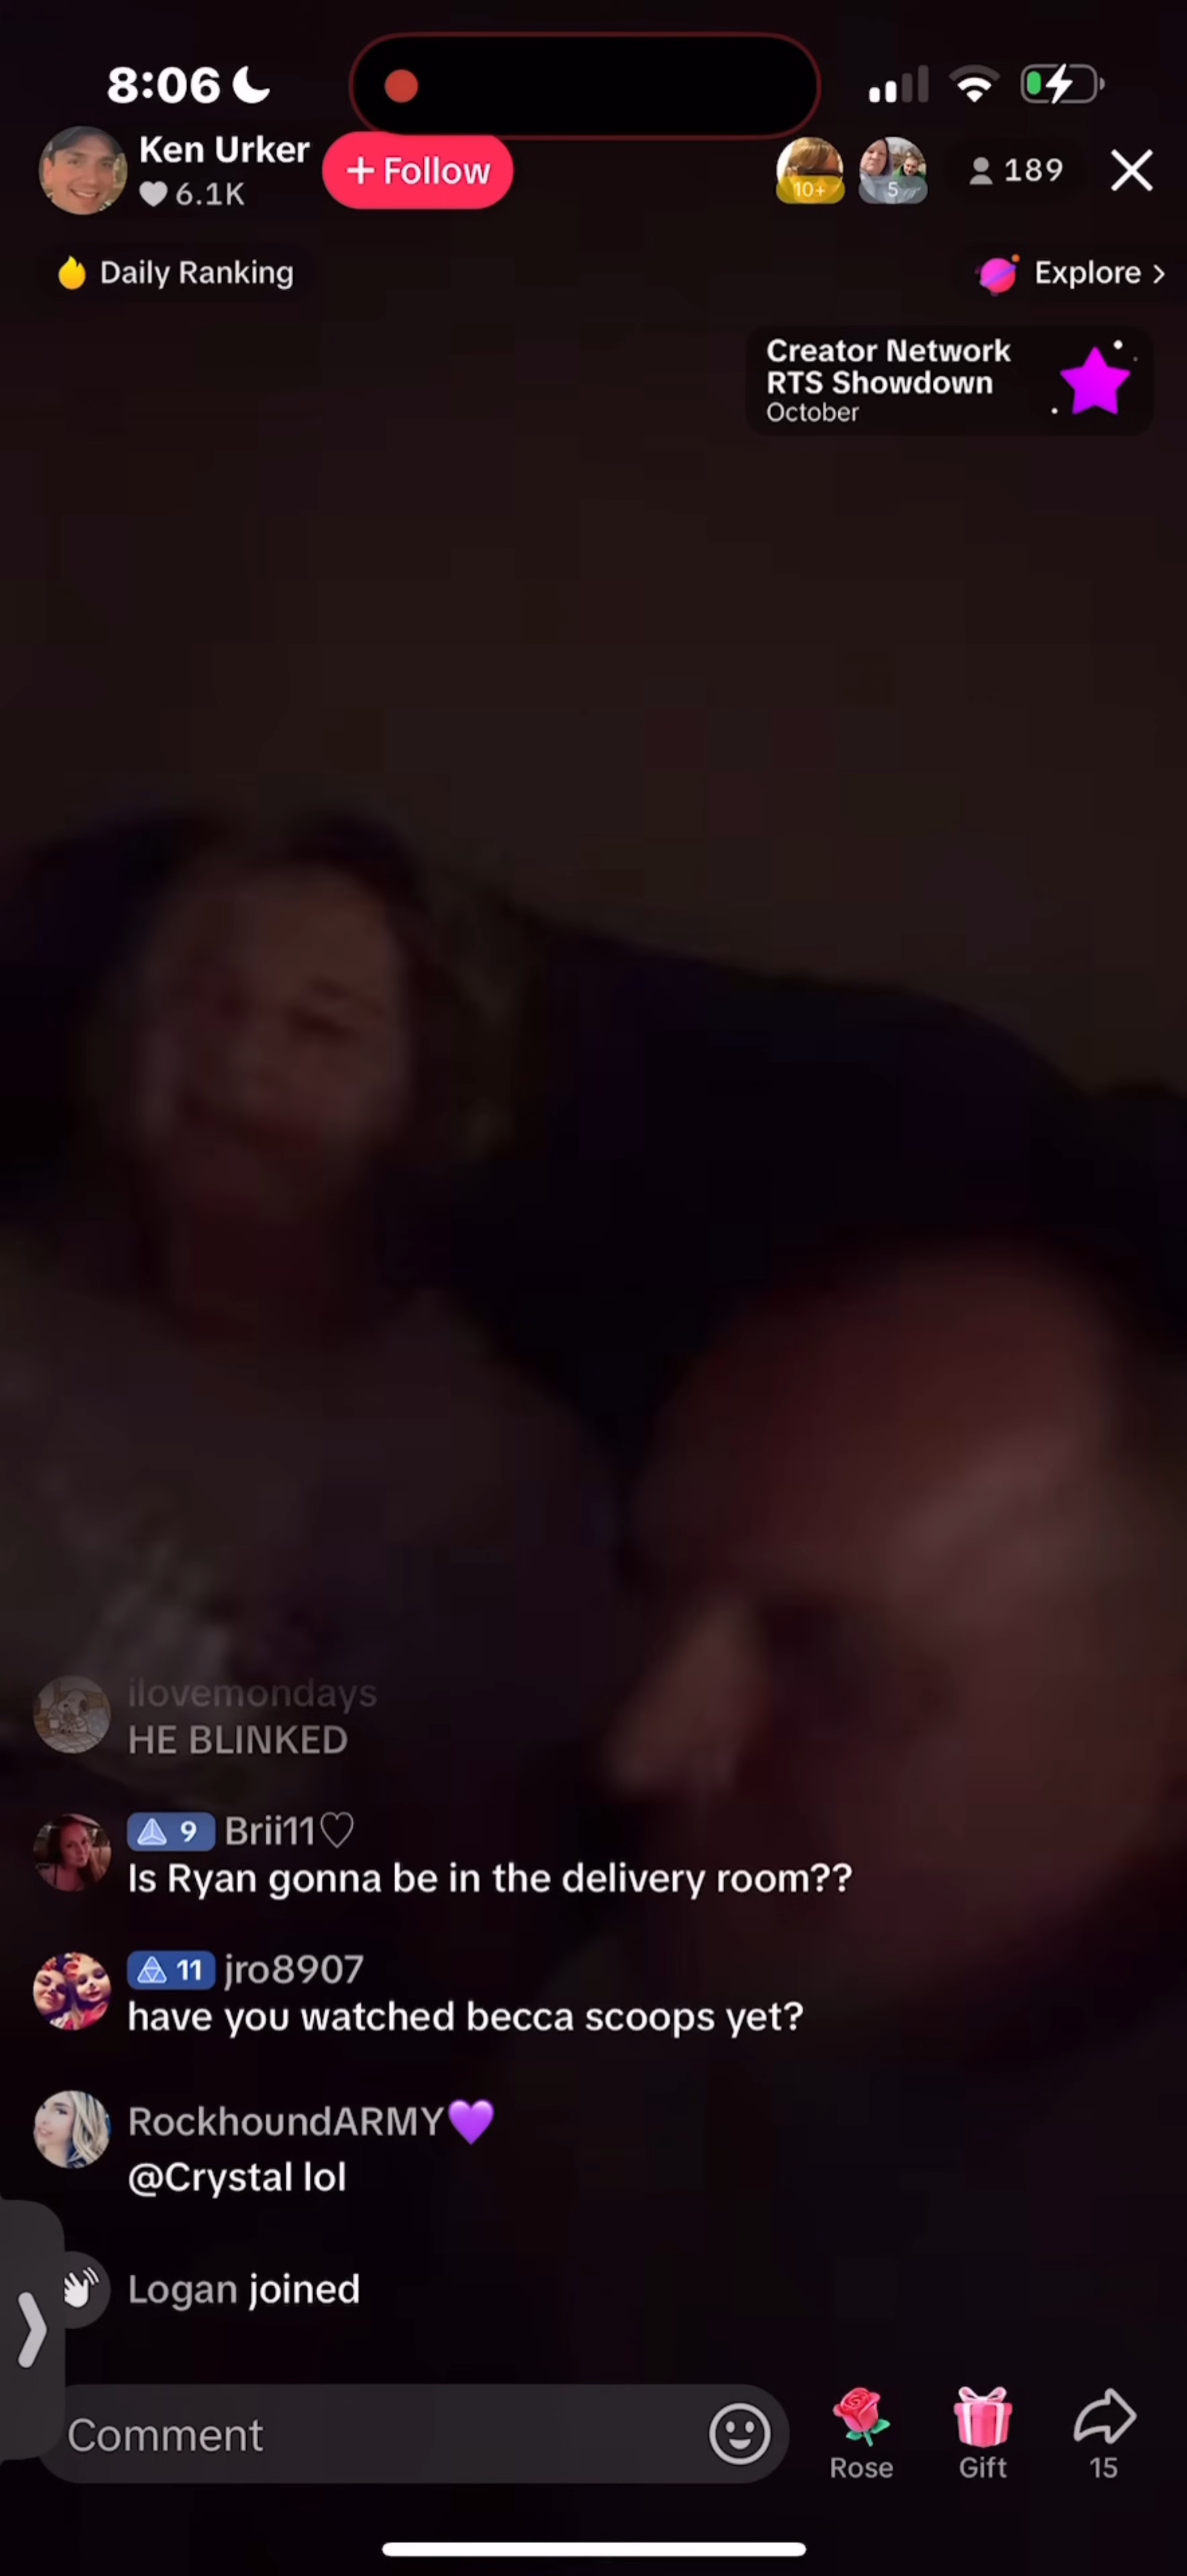 8:06
Ken Urker
6.1K
+ Follow
10+
5
189
Daily Ranking
Explore >
Creator Network
RTS Showdown
October
ilovemondays
HE BLINKED
9 Brii11♡
Is Ryan gonna be in the delivery room??
11 jro8907
have you watched becca scoops yet?
RockhoundARMY💜
@Crystal lol
Logan joined
Comment
Rose
Gift
15